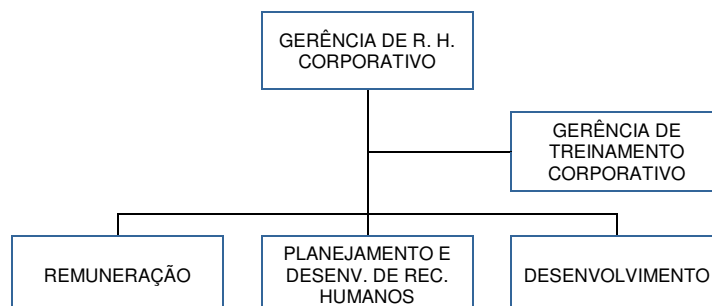 GERÊNCIA DE R. H.
CORPORATIVO
GERÊNCIA DE
TREINAMENTO
CORPORATIVO
REMUNERAÇÃO
PLANEJAMENTO E
DESENV. DE REC.
HUMANOS
DESENVOLVIMENTO